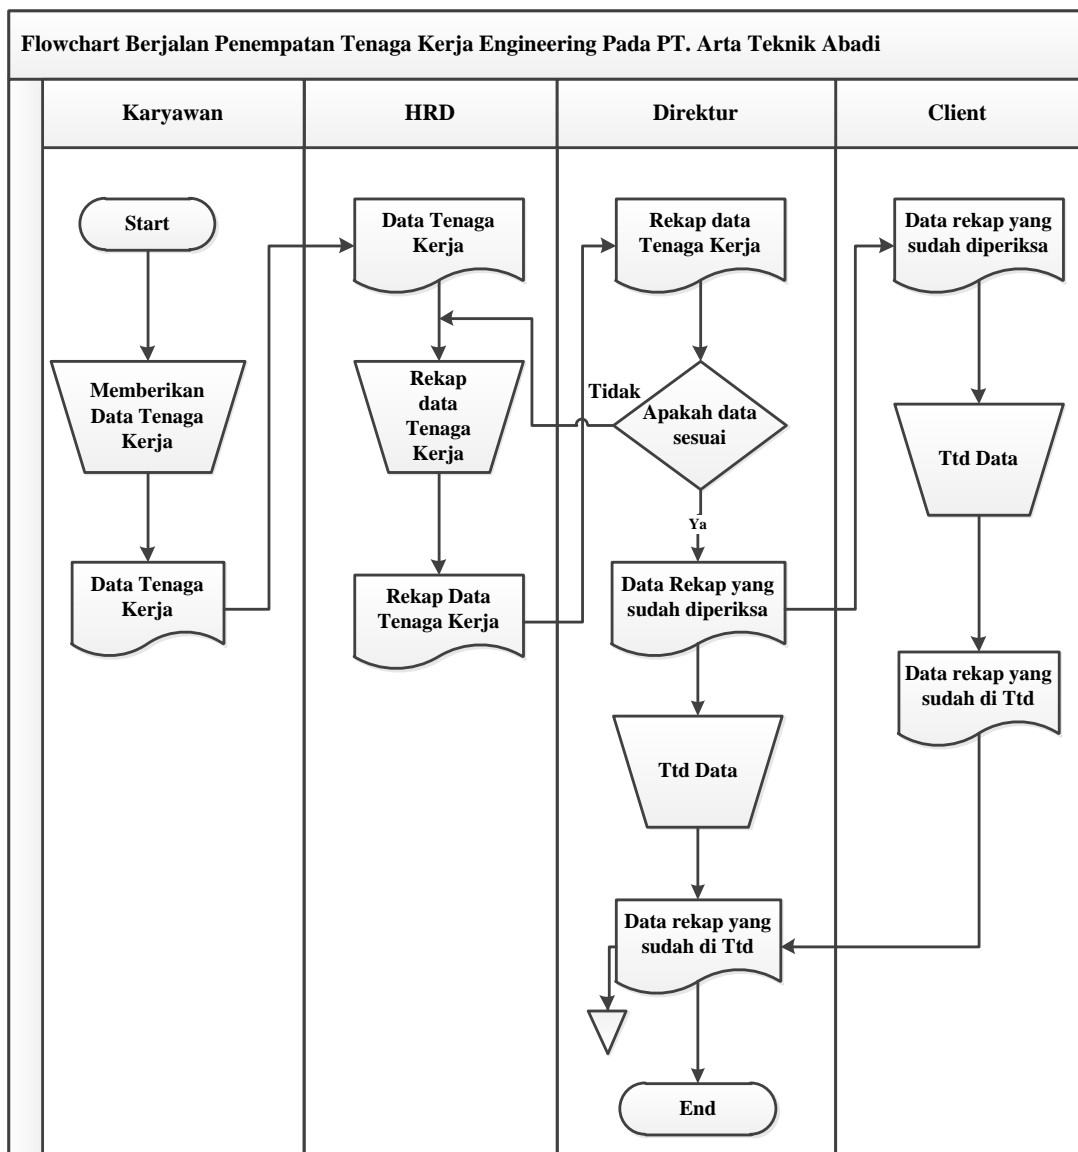 Flowchart Berjalan Penempatan Tenaga Kerja Engineering Pada PT. Arta Teknik Abadi
Karyawan
HRD
Direktur
Client
Start
Memberikan
Data Tenaga
Kerja
Data Tenaga
Kerja
Data Tenaga
Kerja
Rekap
data
Tenaga
Kerja
Rekap Data
Tenaga Kerja
Rekap data
Tenaga Kerja
Tidak
Apakah data
sesuai
Ya
Data Rekap yang
sudah diperiksa
Ttd Data
Data rekap yang
sudah di Ttd
End
Data rekap yang
sudah diperiksa
Ttd Data
Data rekap yang
sudah di Ttd